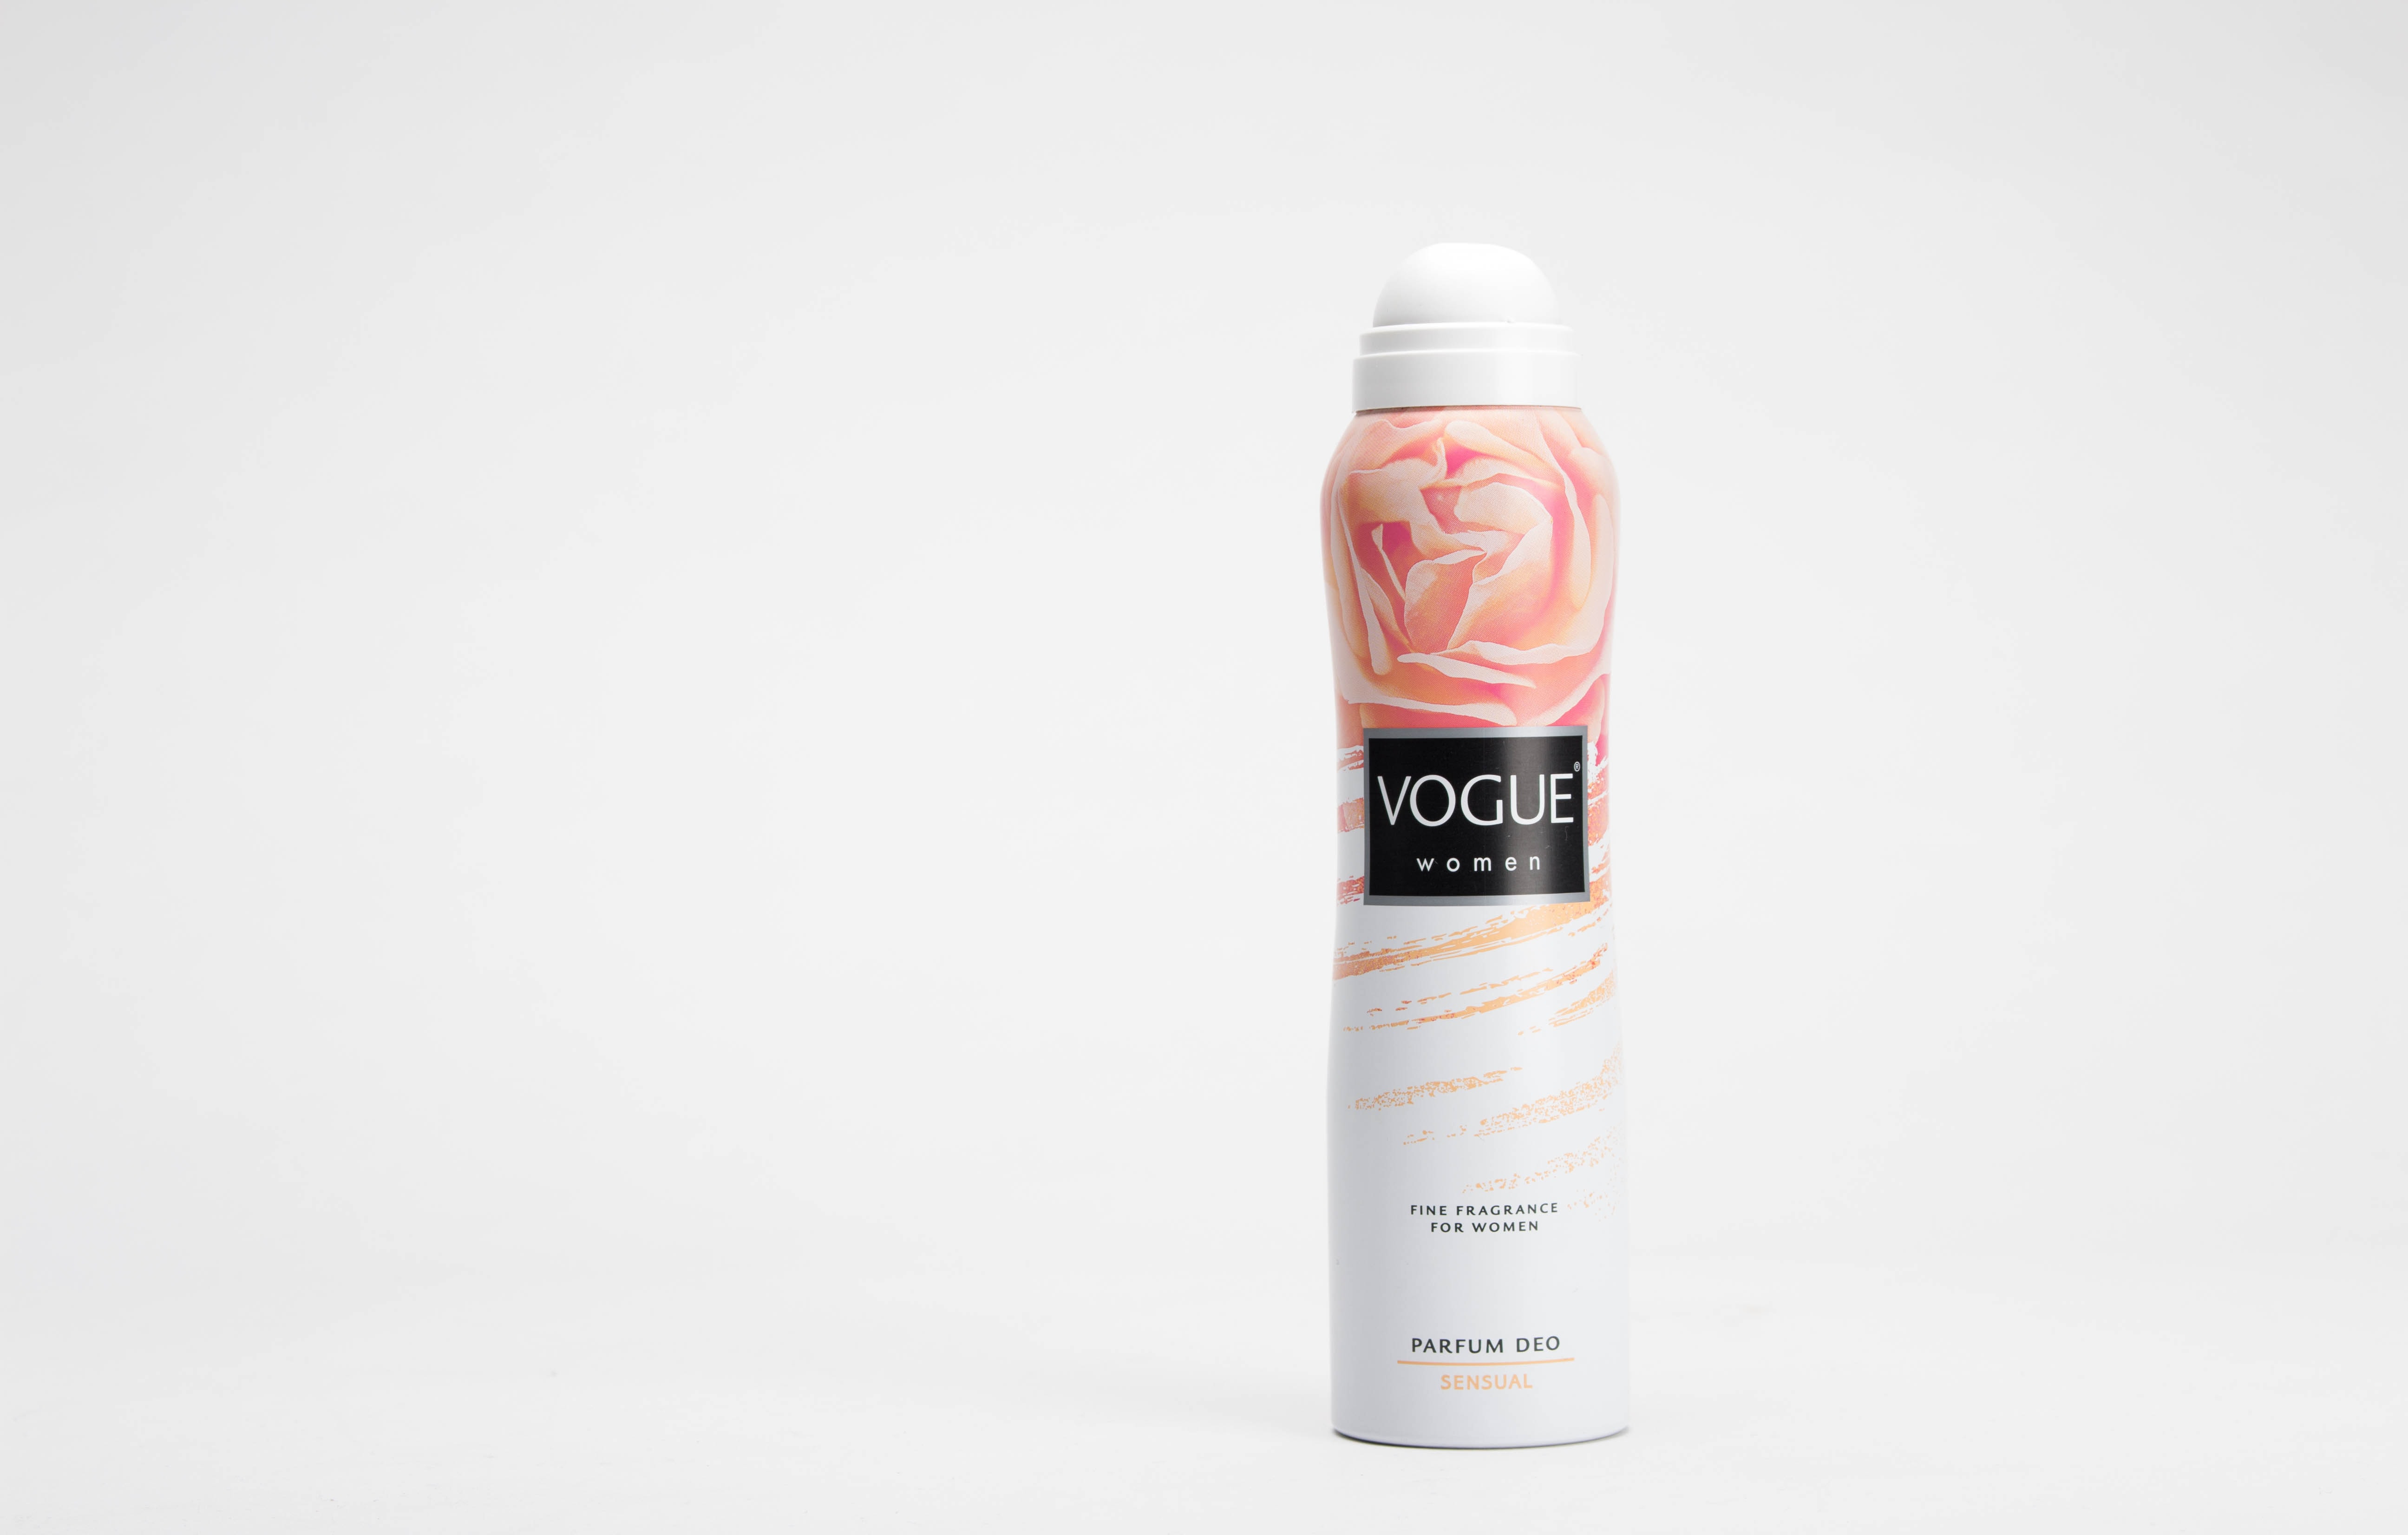 VOGUE®
women
FINE FRAGRANCE
FOR WOMEN
PARFUM DEO
SENSUAL